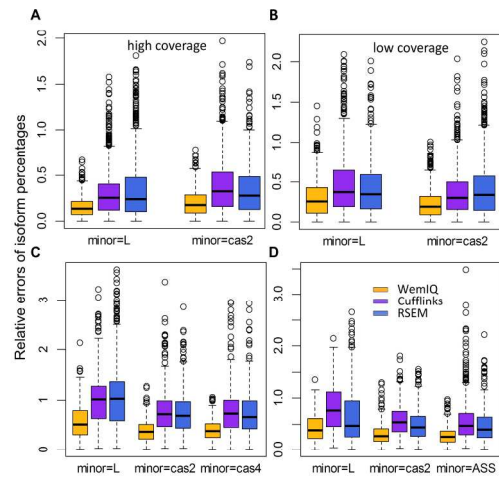 A
high coverage
2.0
1.5
1.0
0.5
0.0
minor=L minor=cas2
B
low coverage
2.0
1.5
1.0
0.5
0.0
minor=L minor=cas2
Relative errors of isoform percentages
C
3
2
1
0
minor=L minor=cas2 minor=cas4
D
WemIQ
Cufflinks
RSEM
3.0
2.0
1.0
0.0
minor=L minor=cas2 minor=ASS